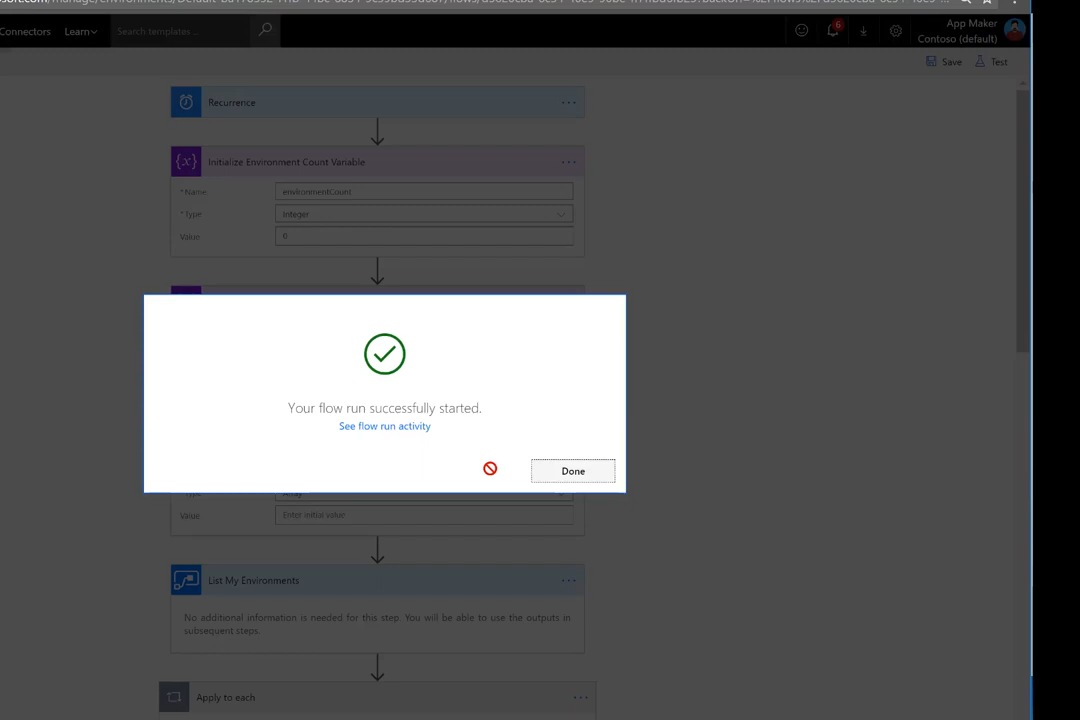 Connectors
Learn
Search templates ...
6
App Maker
Contoso (default)
Save
Test
Recurrence
...
{x}
Initialize Environment Count Variable
...
* Name
environmentCount
* Type
Integer
Value
0
Your flow run successfully started.
See flow run activity
Done
Array
Value
Enter initial value
List My Environments
...
No additional information is needed for this step. You will be able to use the outputs in
subsequent steps.
Apply to each
...